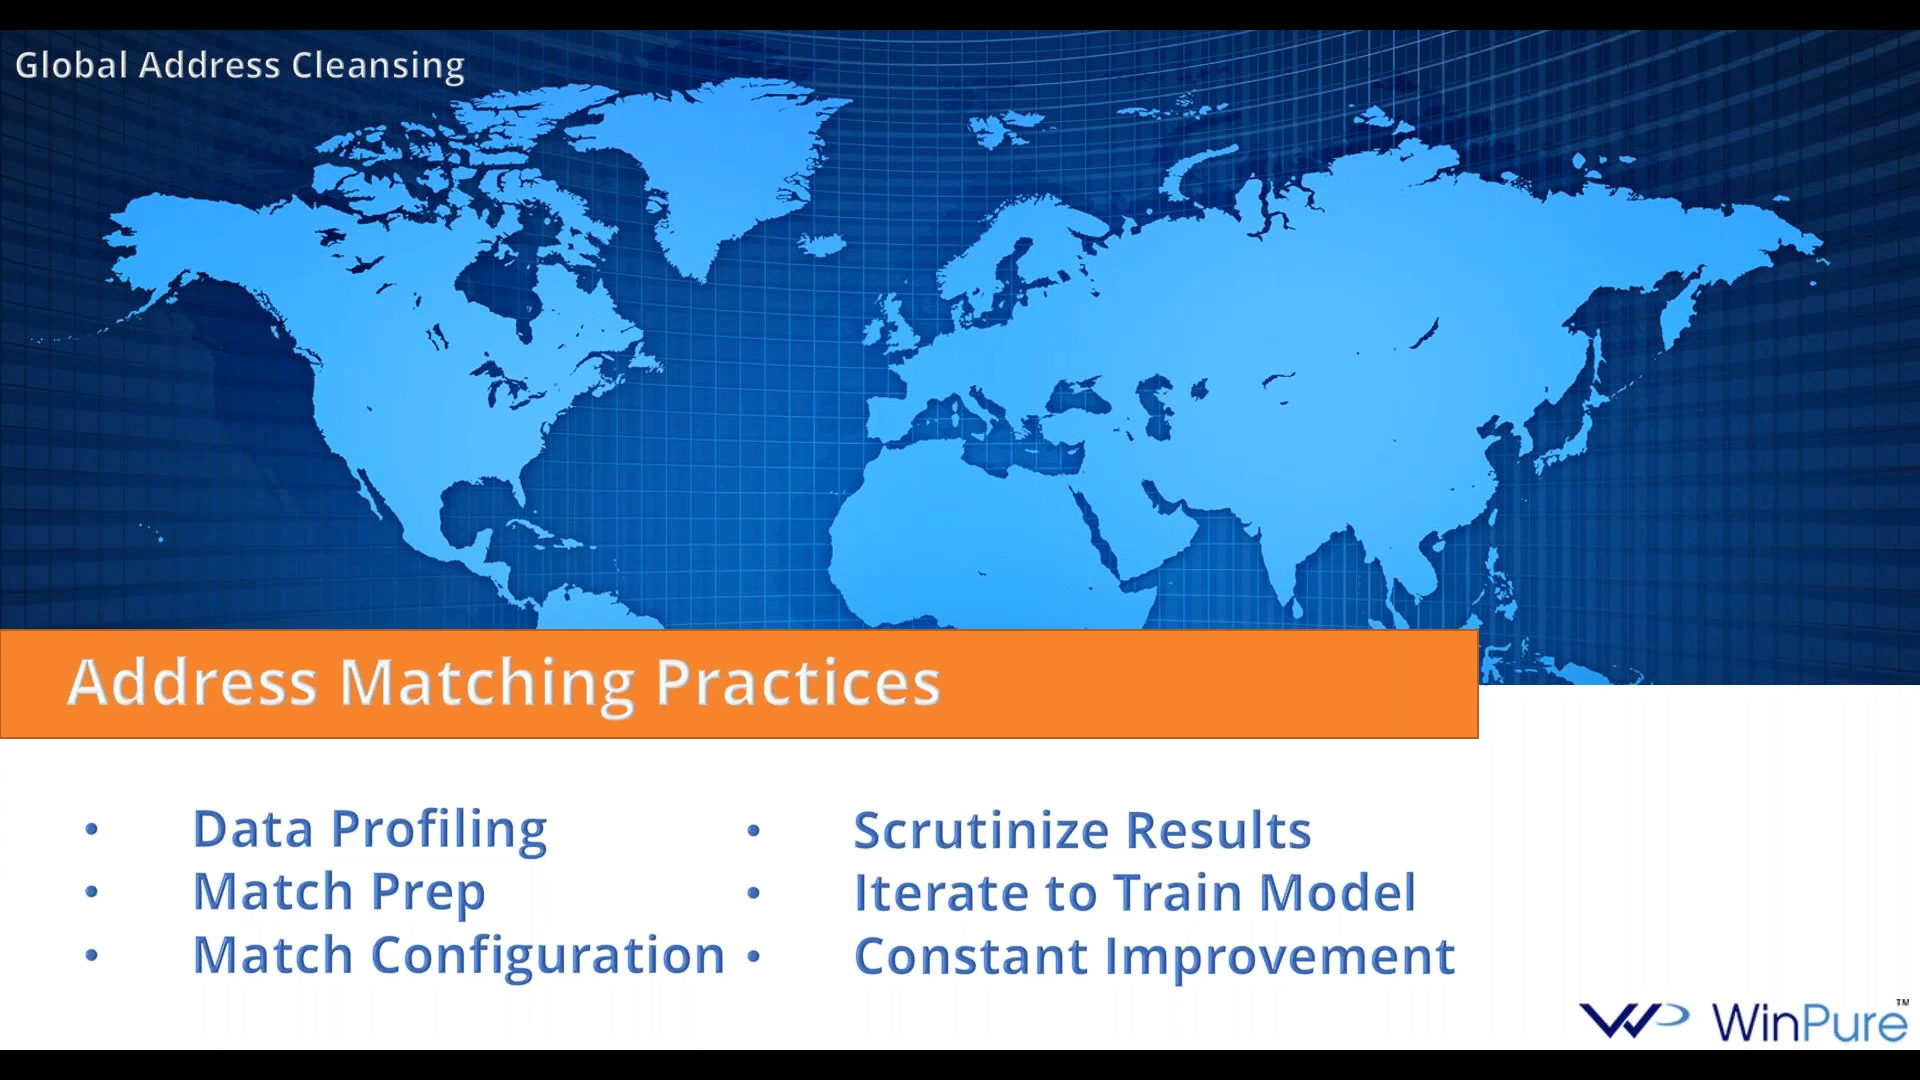 Global Address Cleansing
Address Matching Practices
• Data Profiling
• Match Prep
• Match Configuration
• Scrutinize Results
• Iterate to Train Model
• Constant Improvement
WinPure™